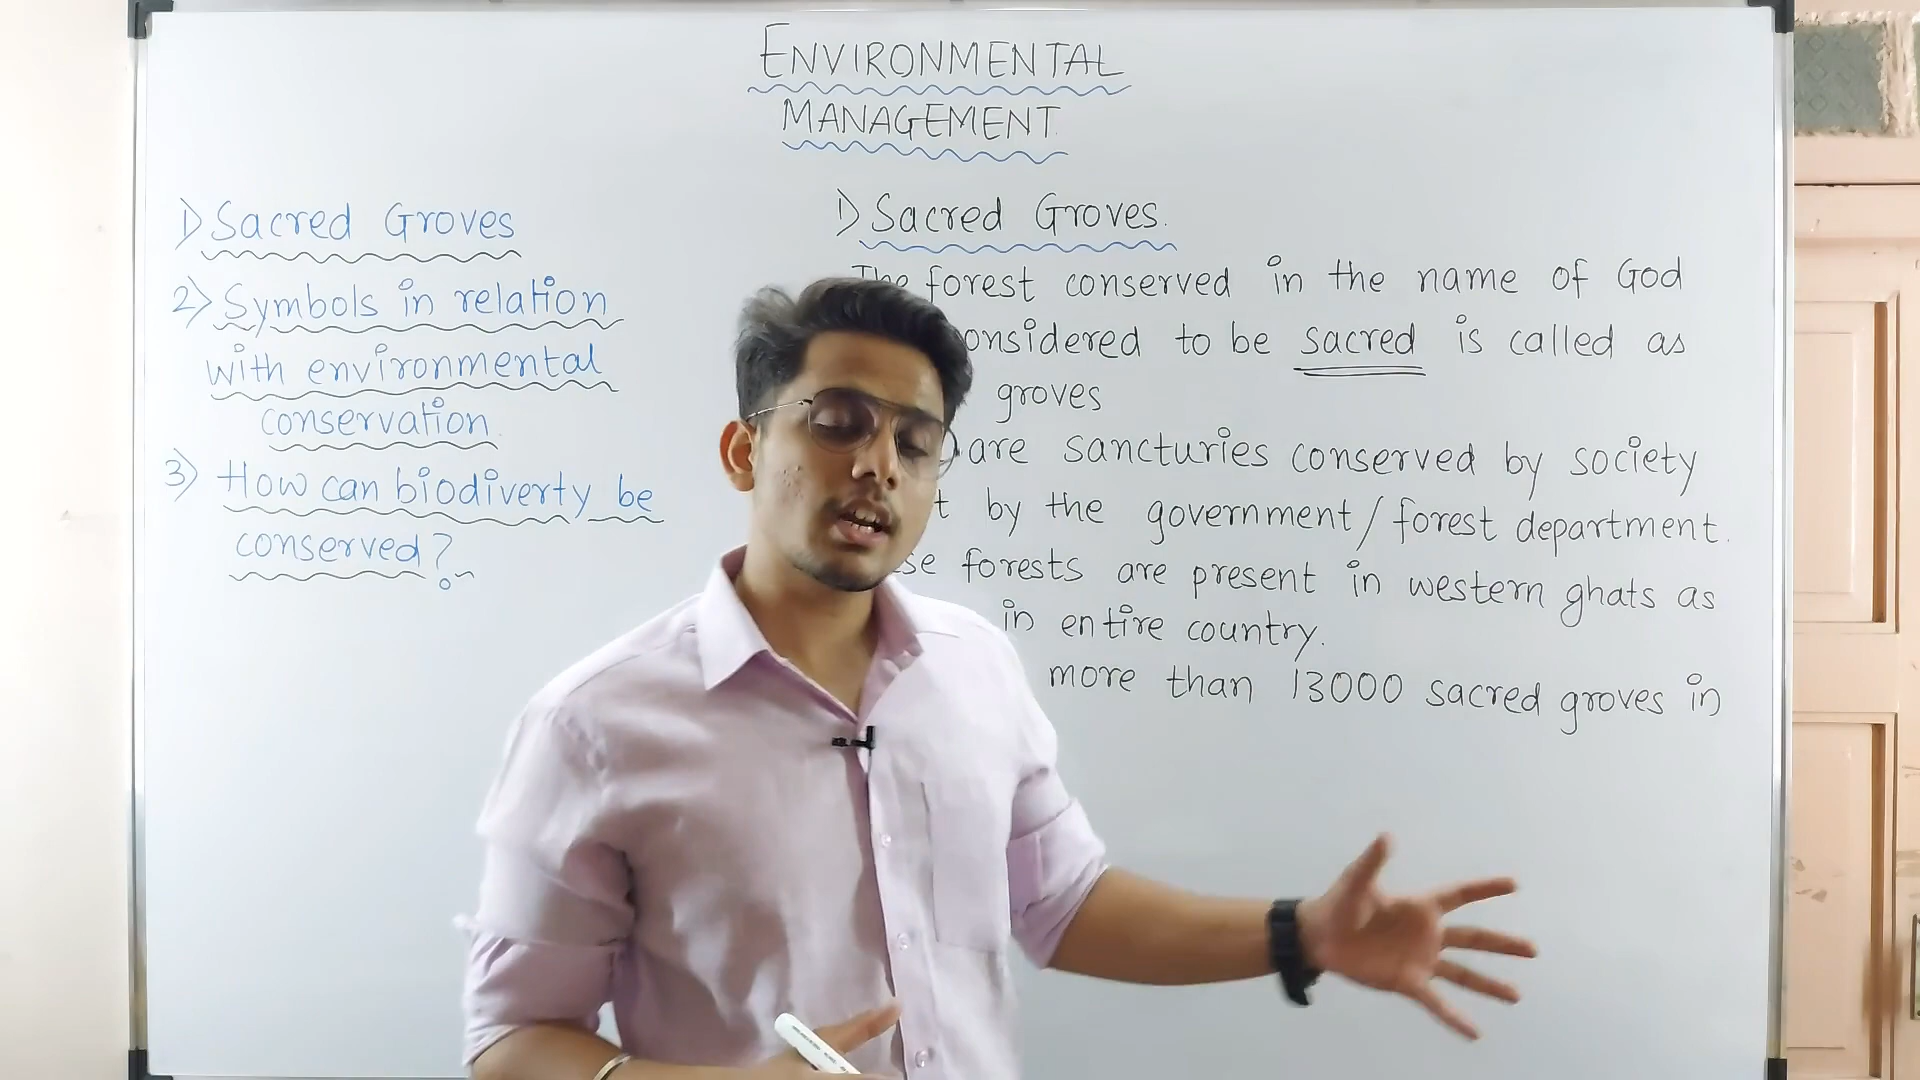 ENVIRONMENTAL
MANAGEMENT.
1) Sacred Groves
2) Symbols in relation
with environmental
conservation.
3) How can biodiverty be
conserved?
1) Sacred Groves.
The forest conserved in the name of God
onsidered to be sacred is called as
groves
are sancturies conserved by society
t by the government/forest department.
se forests are present in western ghats as
in entire country.
more than 13000 sacred groves in